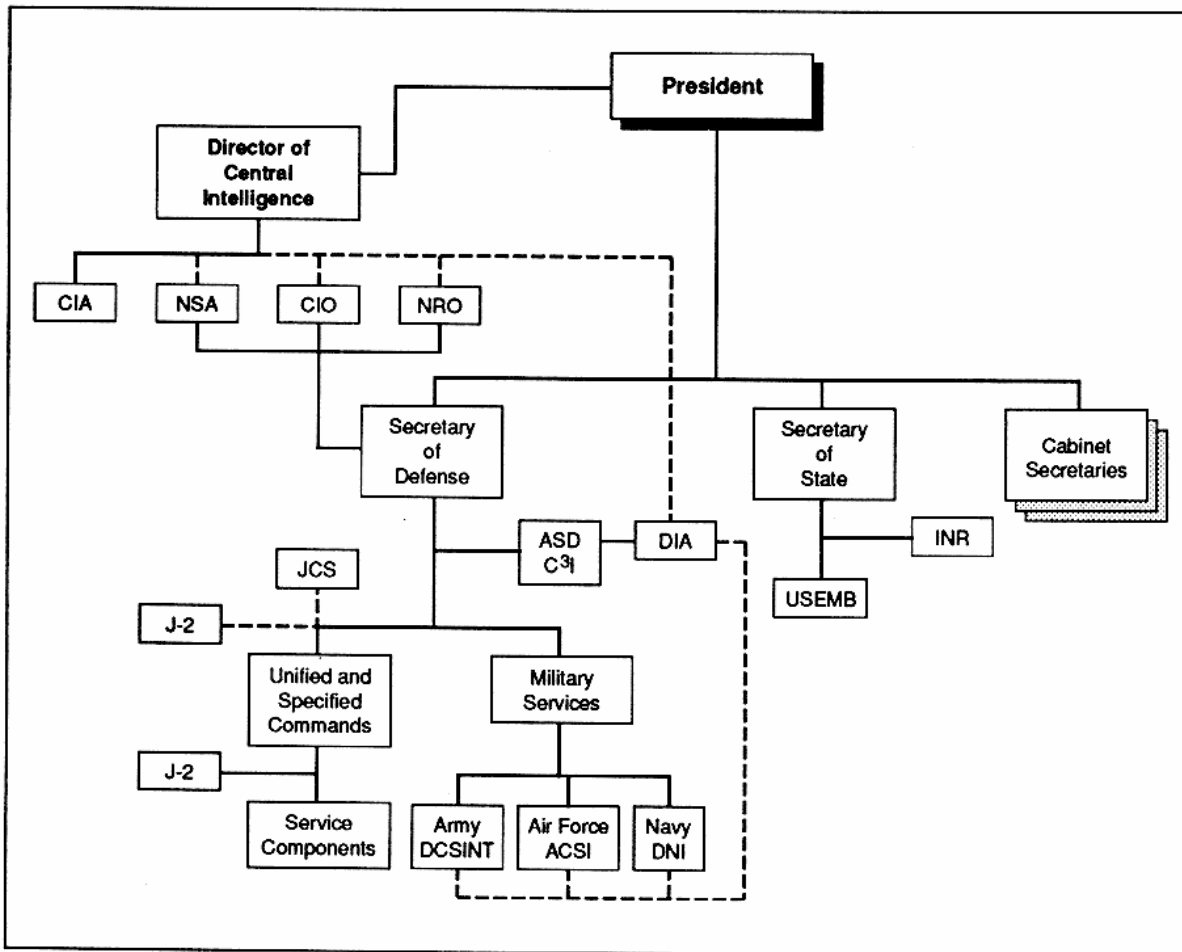 President
Director of
Central
Intelligence
CIA
NSA
CIO
NRO
Secretary
of
Defense
Secretary
of
State
Cabinet
Secretaries
ASD
C³I
DIA
INR
JCS
USEMB
J-2
Unified and
Specified
Commands
Military
Services
J-2
Service
Components
Army
DCSINT
Air Force
ACSI
Navy
DNI